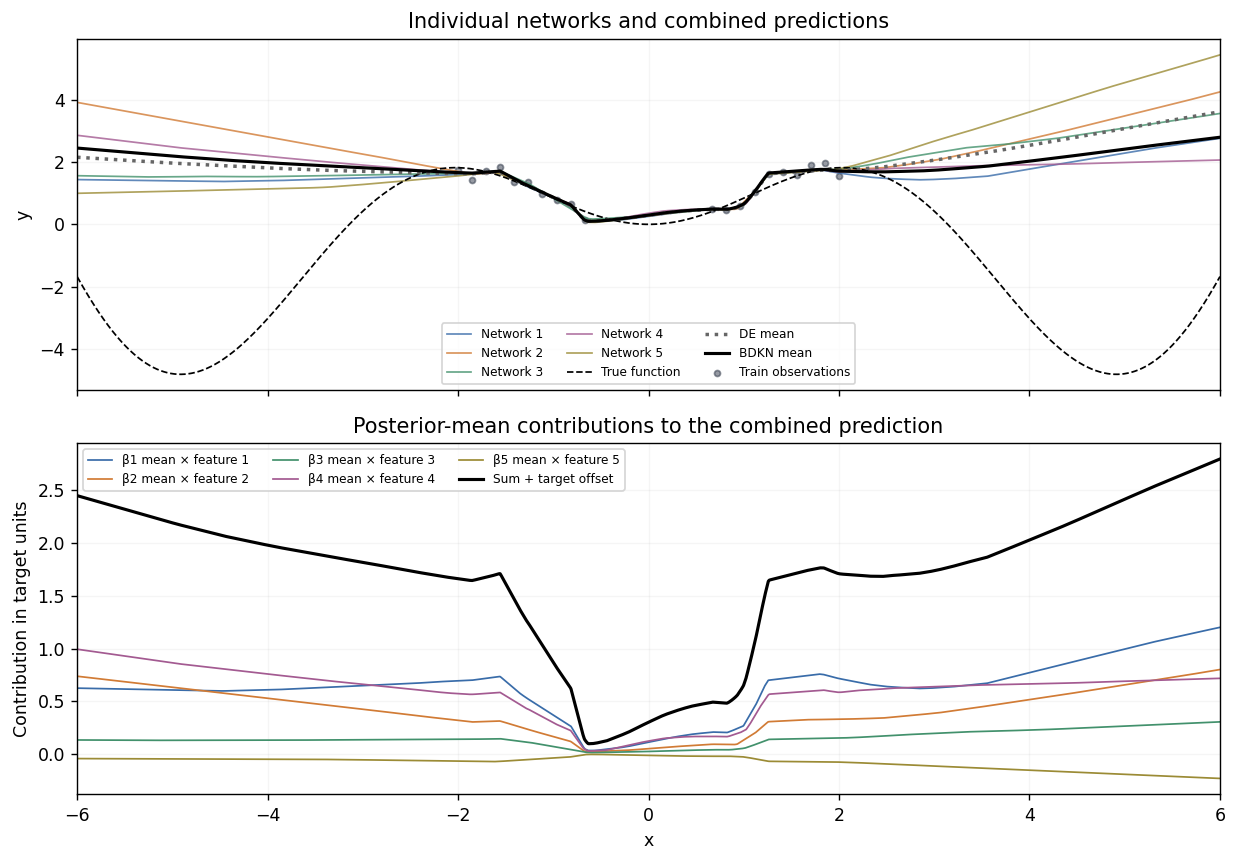 Individual networks and combined predictions
4
2
0
−2
−4
y
Network 1 Network 4 DE mean
Network 2 Network 5 BDKN mean
Network 3 True function Train observations
Posterior-mean contributions to the combined prediction
β1 mean × feature 1 β3 mean × feature 3 β5 mean × feature 5
β2 mean × feature 2 β4 mean × feature 4 Sum + target offset
2.5
2.0
1.5
1.0
0.5
0.0
Contribution in target units
−6 −4 −2 0 2 4 6
x